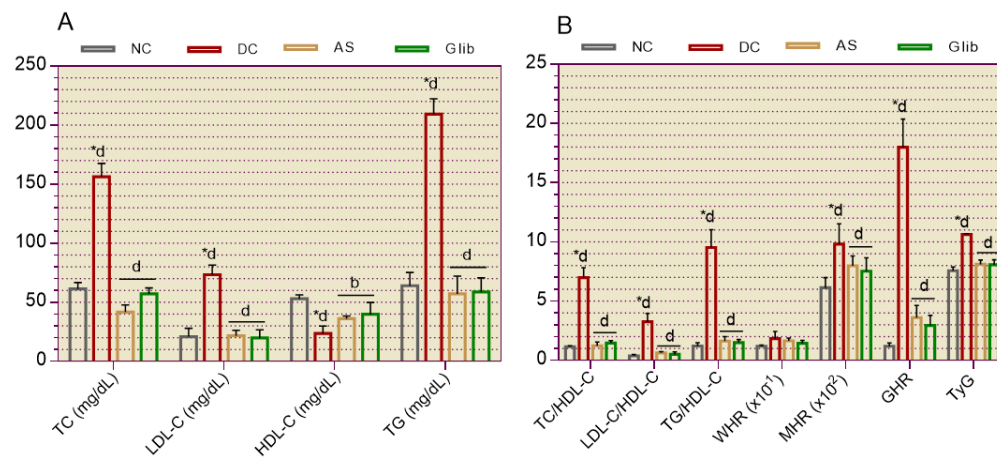 A
NC DC AS Glib
250
200
150
100
50
0
*d
d
*d
d
*d
b
*d
d
TC (mg/dL)
LDL-C (mg/dL)
HDL-C (mg/dL)
TG (mg/dL)
B
NC DC AS Glib
25
20
15
10
5
0
*d
d
*d
d
*d
d
*d
d
*d
d
*d
d
TC/HDL-C
LDL-C/HDL-C
TG/HDL-C
WHR (x10¹)
MHR (x10²)
GHR
TyG